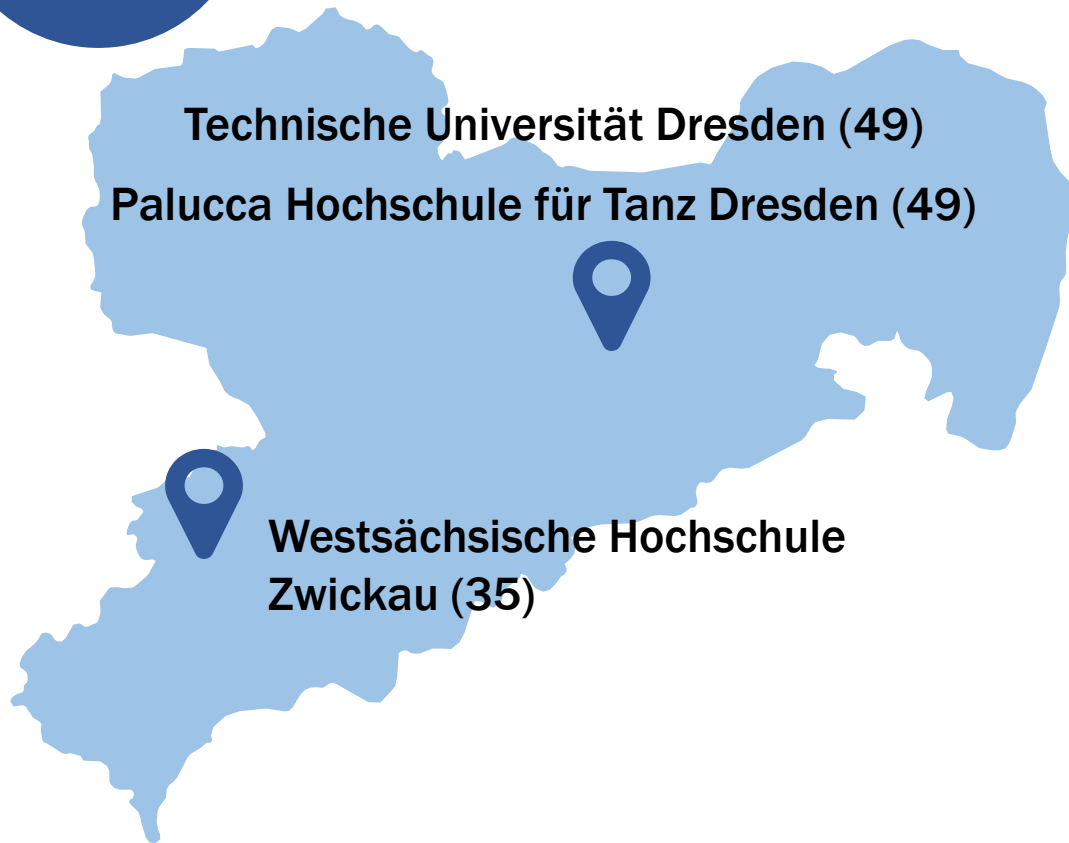 Technische Universität Dresden (49)
Palucca Hochschule für Tanz Dresden (49)
Westsächsische Hochschule
Zwickau (35)